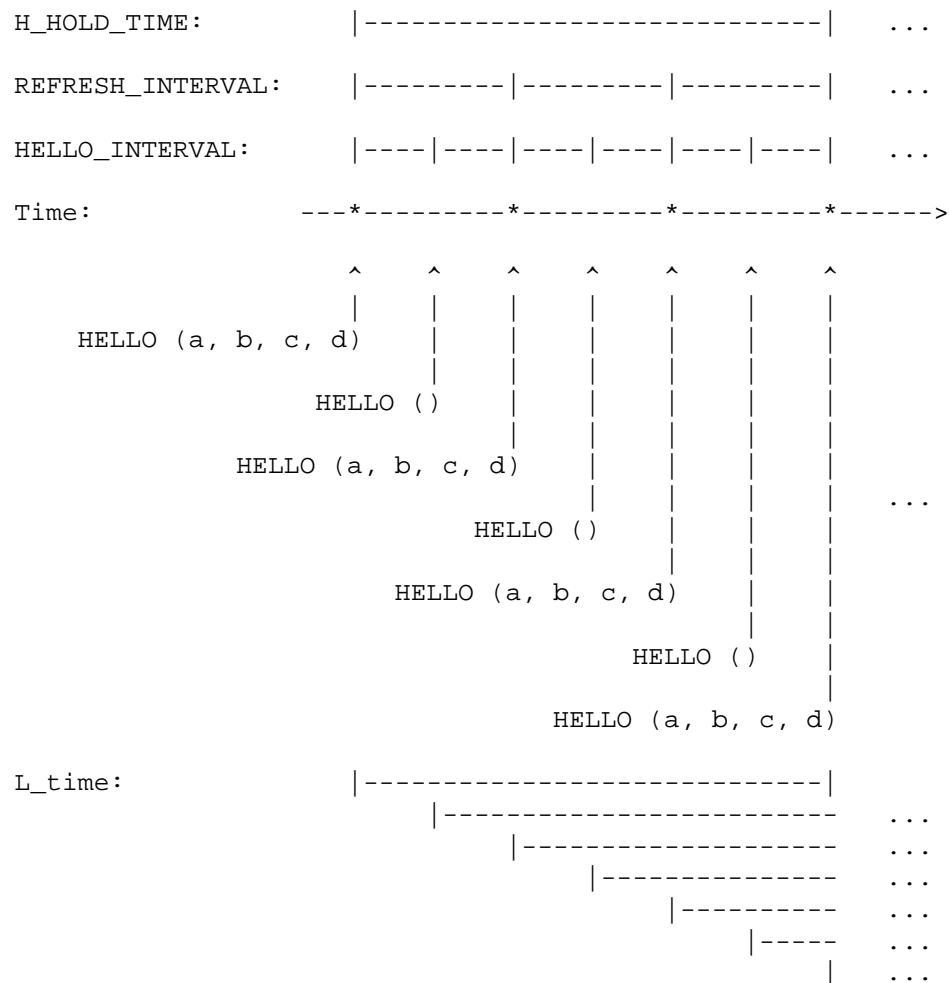 H_HOLD_TIME: |-----------------------------| ...
REFRESH_INTERVAL: |---------|---------|---------| ...
HELLO_INTERVAL: |----|----|----|----|----|----| ...
Time: ---*---------*---------*---------*------>
^ ^ ^ ^ ^ ^ ^
| | | | | | |
HELLO (a, b, c, d) | | | | | |
| | | | | |
HELLO () | | | | |
| | | | |
HELLO (a, b, c, d) | | | |
| | | | ...
HELLO () | | |
| | |
HELLO (a, b, c, d) | |
| |
HELLO () |
|
HELLO (a, b, c, d)
L_time: |-----------------------------|
|------------------------- ...
|-------------------- ...
|--------------- ...
|---------- ...
|----- ...
| ...